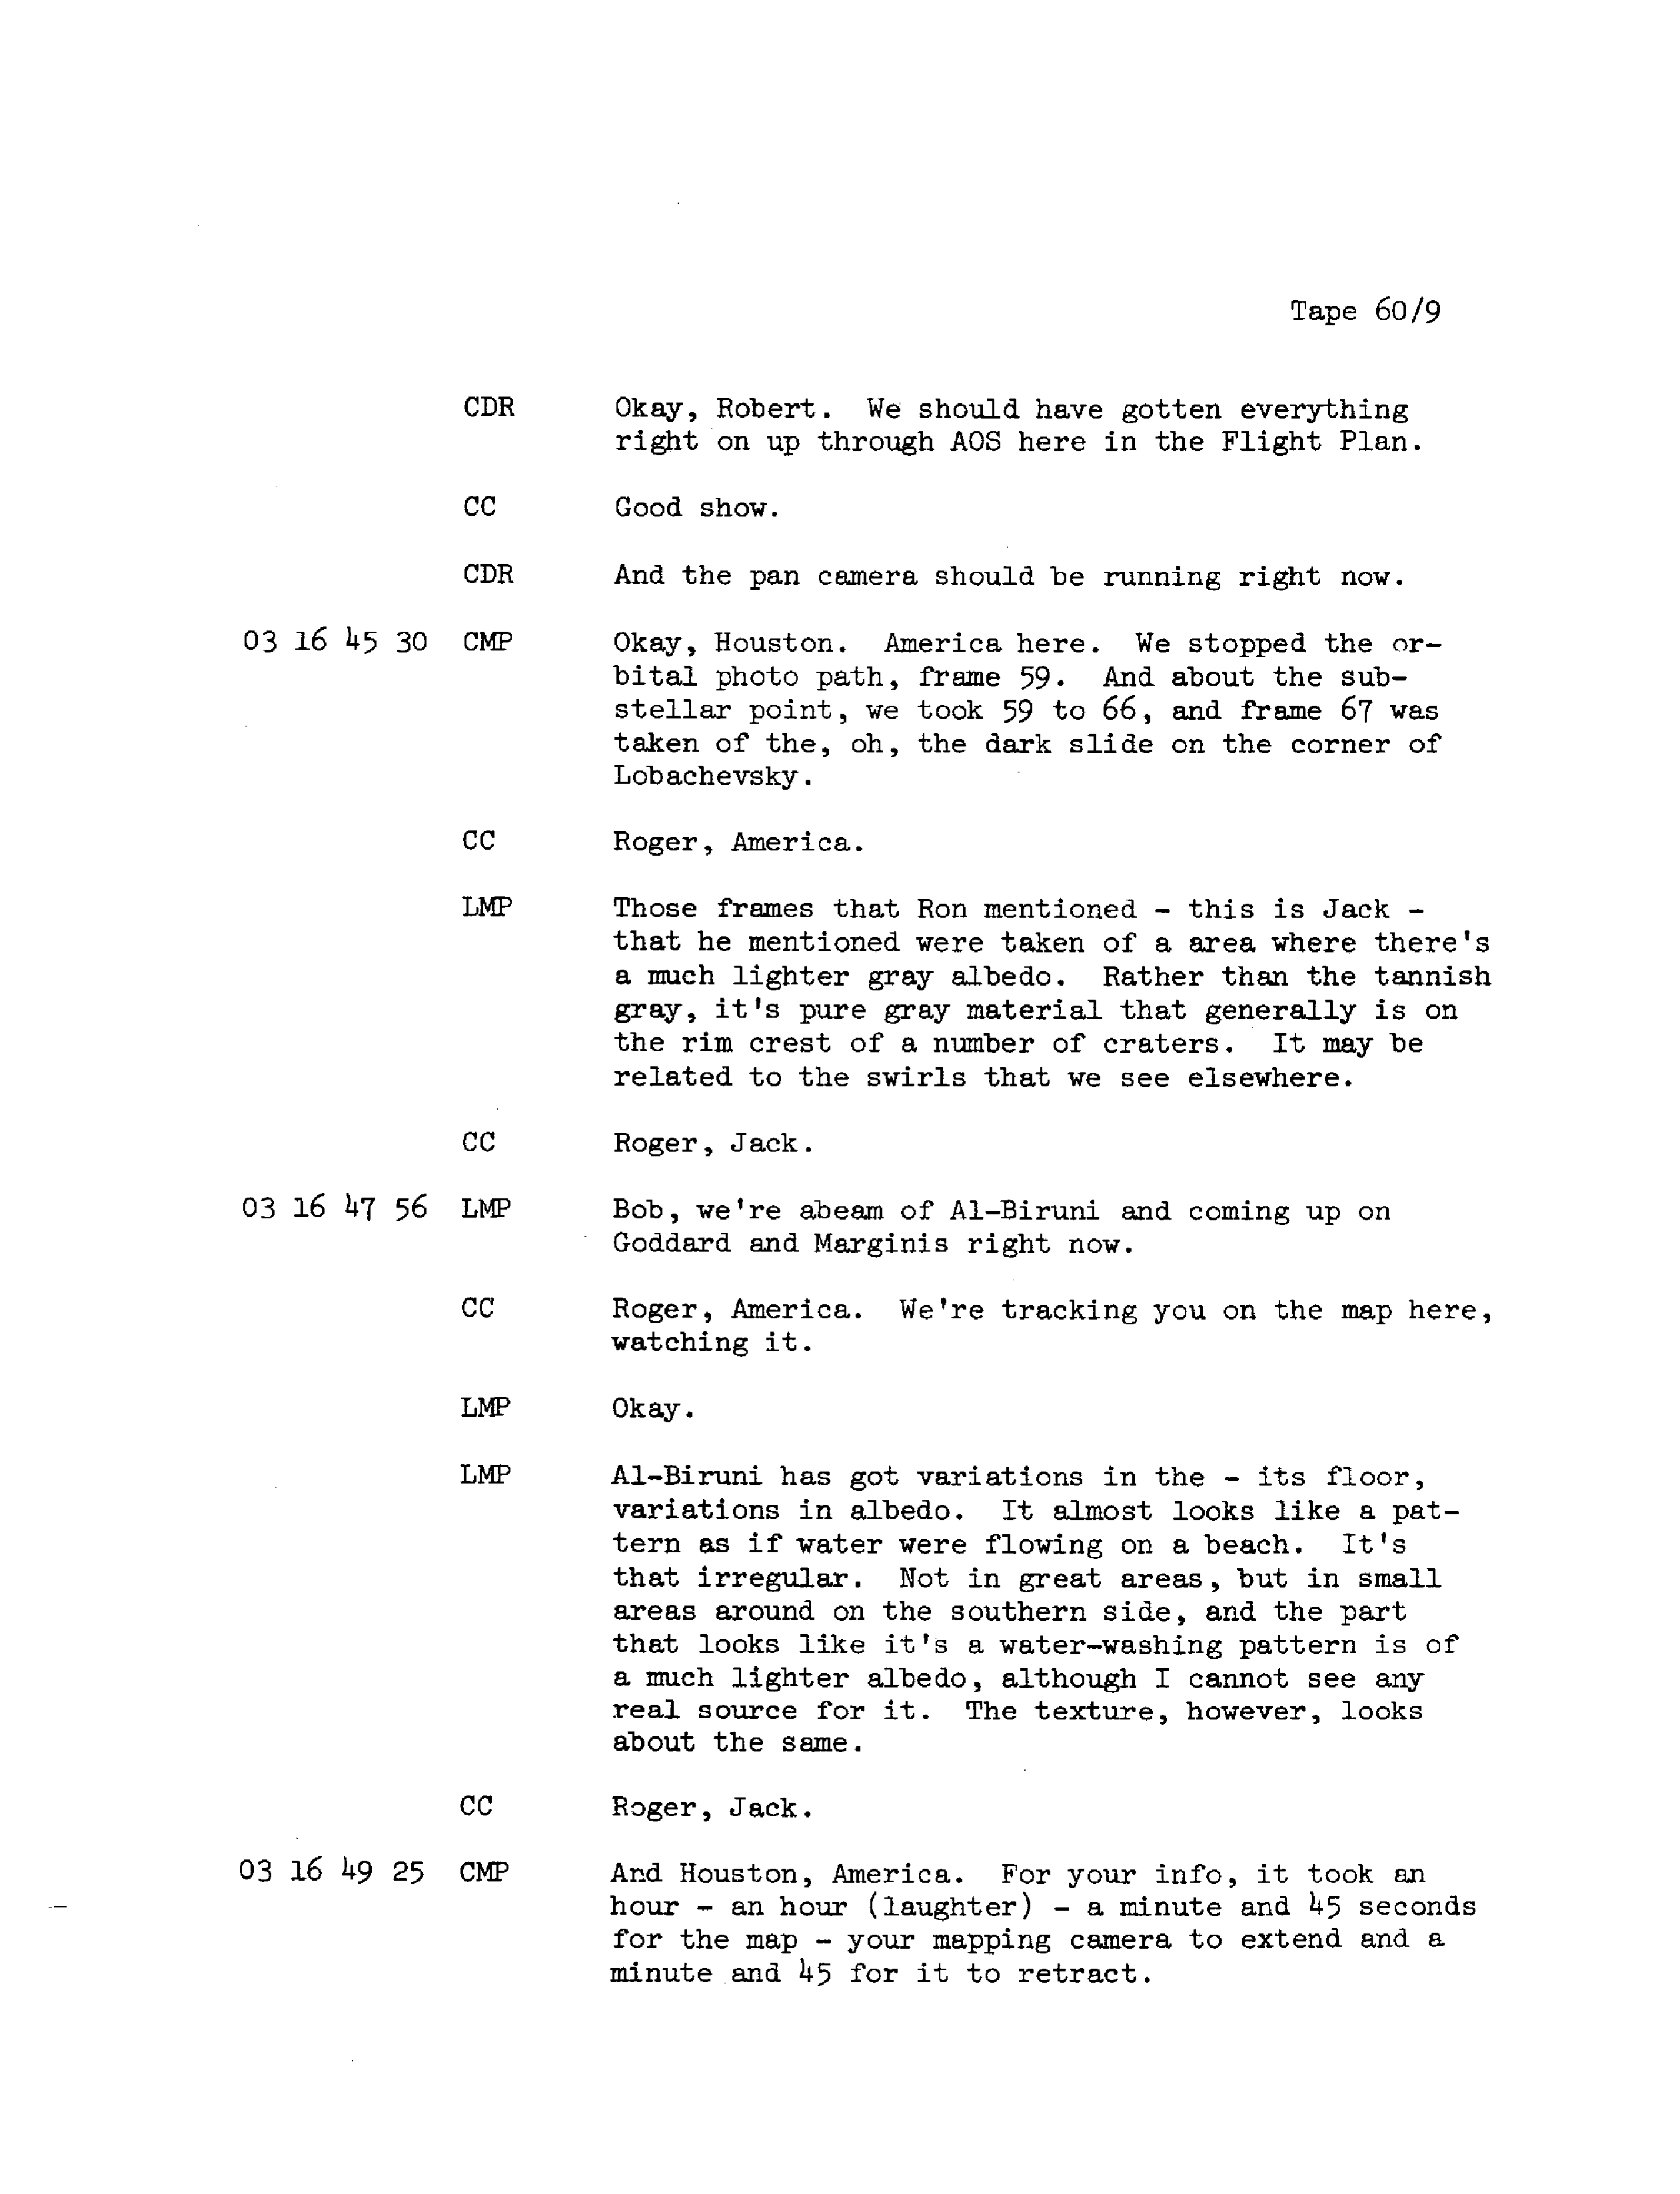 Tape 60/9
CDR Okay, Robert. We should have gotten everything
right on up through AOS here in the Flight Plan.
CC Good show.
CDR And the pan camera should be running right now.
03 16 45 30 CMP Okay, Houston. America here. We stopped the or-
bital photo path, frame 59. And about the sub-
stellar point, we took 59 to 66, and frame 67 was
taken of the, oh, the dark slide on the corner of
Lobachevsky.
CC Roger, America.
LMP Those frames that Ron mentioned - this is Jack -
that he mentioned were taken of a area where there's
a much lighter gray albedo. Rather than the tannish
gray, it's pure gray material that generally is on
the rim crest of a number of craters. It may be
related to the swirls that we see elsewhere.
CC Roger, Jack.
03 16 47 56 LMP Bob, we're abeam of Al-Biruni and coming up on
Goddard and Marginis right now.
CC Roger, America. We're tracking you on the map here,
watching it.
LMP Okay.
LMP Al-Biruni has got variations in the - its floor,
variations in albedo. It almost looks like a pat-
tern as if water were flowing on a beach. It's
that irregular. Not in great areas, but in small
areas around on the southern side, and the part
that looks like it's a water-washing pattern is of
a much lighter albedo, although I cannot see any
real source for it. The texture, however, looks
about the same.
CC Roger, Jack.
03 16 49 25 CMP And Houston, America. For your info, it took an
hour - an hour (laughter) - a minute and 45 seconds
for the map - your mapping camera to extend and a
minute and 45 for it to retract.